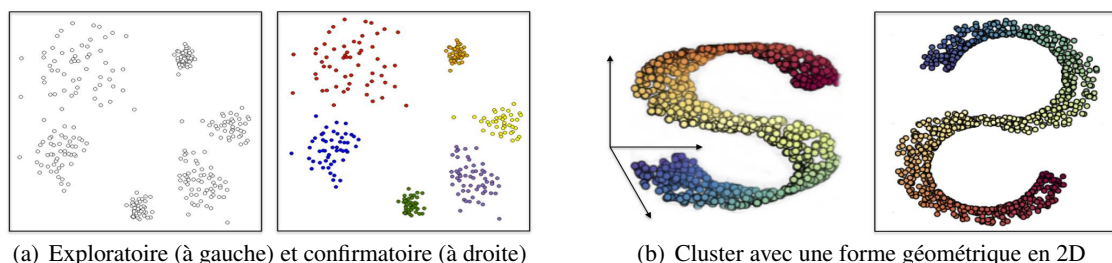 (a) Exploratoire (à gauche) et confirmatoire (à droite)
(b) Cluster avec une forme géométrique en 2D